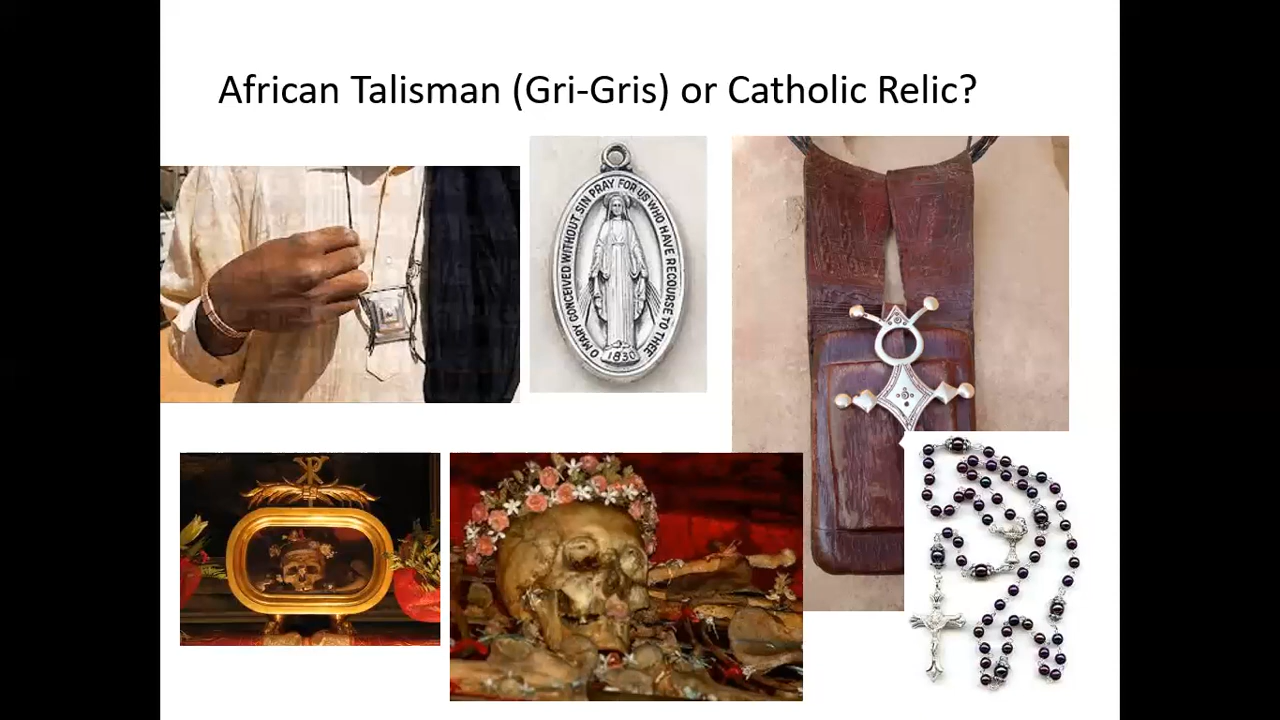 African Talisman (Gri-Gris) or Catholic Relic?
O MARY CONCEIVED WITHOUT SIN PRAY FOR US WHO HAVE RECOURSE TO THEE
1830